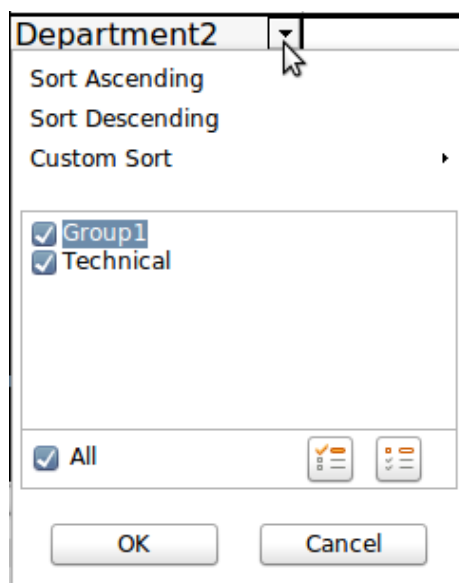 Department2
Sort Ascending
Sort Descending
Custom Sort
Group1
Technical
All
OK
Cancel